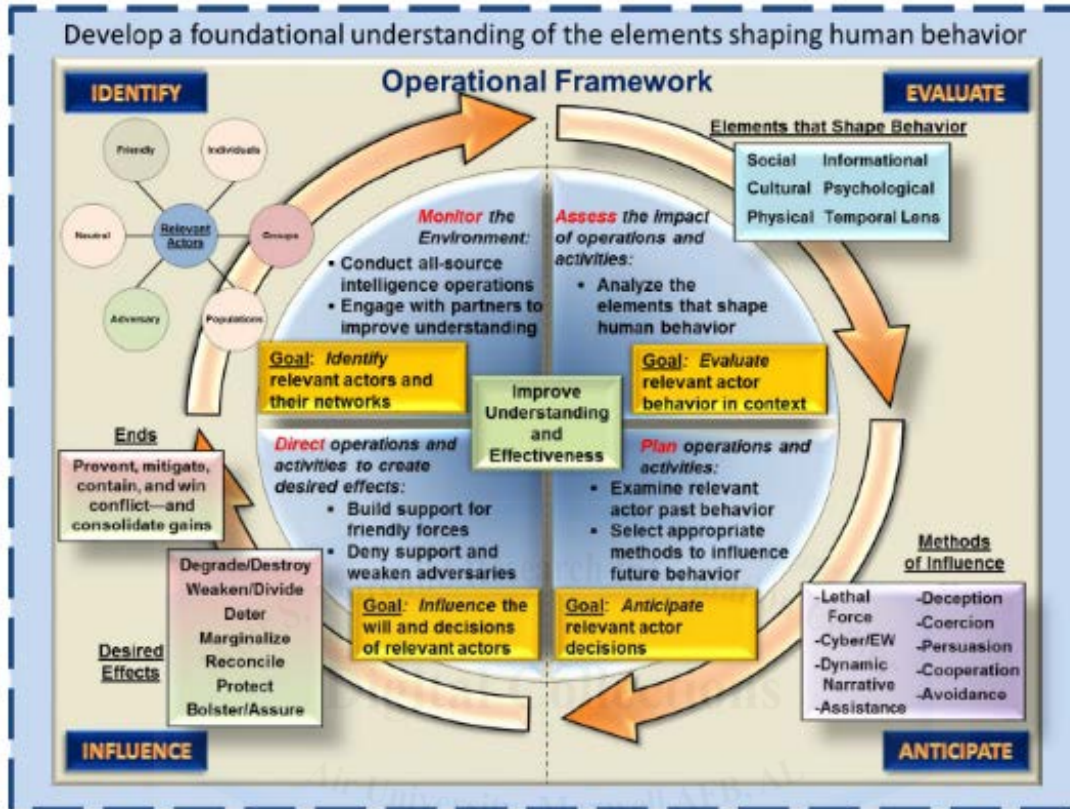 Develop a foundational understanding of the elements shaping human behavior
Operational Framework
IDENTIFY
EVALUATE
Friendly
Individuals
Neutral
Relevant
Actors
Groups
Adversary
Populations
Elements that Shape Behavior
Social Informational
Cultural Psychological
Physical Temporal Lens
Monitor the
Environment:
▪ Conduct all-source
intelligence operations
▪ Engage with partners to
improve understanding
Goal: Identify
relevant actors and
their networks
Assess the impact
of operations and
activities:
▪ Analyze the
elements that shape
human behavior
Goal: Evaluate
relevant actor
behavior in context
Improve
Understanding
and
Effectiveness
Ends
Prevent, mitigate,
contain, and win
conflict—and
consolidate gains
Direct operations and
activities to create
desired effects:
▪ Build support for
friendly forces
▪ Deny support and
weaken adversaries
Goal: Influence the
will and decisions
of relevant actors
Plan operations and
activities:
▪ Examine relevant
actor past behavior
▪ Select appropriate
methods to influence
future behavior
Goal: Anticipate
relevant actor
decisions
Desired
Effects
Degrade/Destroy
Weaken/Divide
Deter
Marginalize
Reconcile
Protect
Bolster/Assure
Methods
of Influence
-Lethal
Force
-Cyber/EW
-Dynamic
Narrative
-Assistance
-Deception
-Coercion
-Persuasion
-Cooperation
-Avoidance
INFLUENCE
ANTICIPATE
Digital Collections
Air University Maxwell AFB, AL